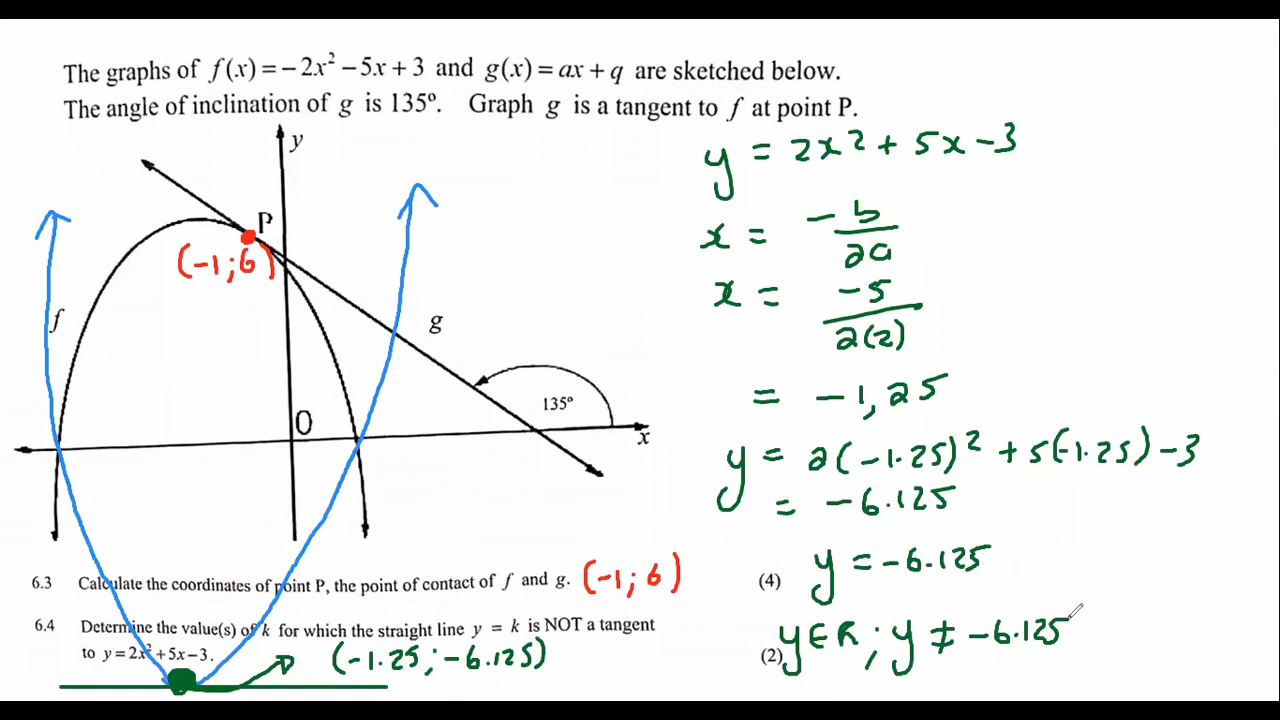 The graphs of f(x) = −2x² − 5x + 3 and g(x) = ax + q are sketched below.
The angle of inclination of g is 135º. Graph g is a tangent to f at point P.
y
P
(-1; 6)
f
g
135º
O
x
y = 2x² + 5x - 3
x = -b/2a
x = -5/2(2)
= -1,25
y = 2(-1.25)² + 5(-1.25) - 3
= -6.125
y = -6.125
y ∈ R ; y ≠ -6.125
6.3 Calculate the coordinates of point P, the point of contact of f and g. (-1; 6) (4)
6.4 Determine the value(s) of k for which the straight line y = k is NOT a tangent
to y = 2x² + 5x − 3. (-1.25; -6.125) (2)